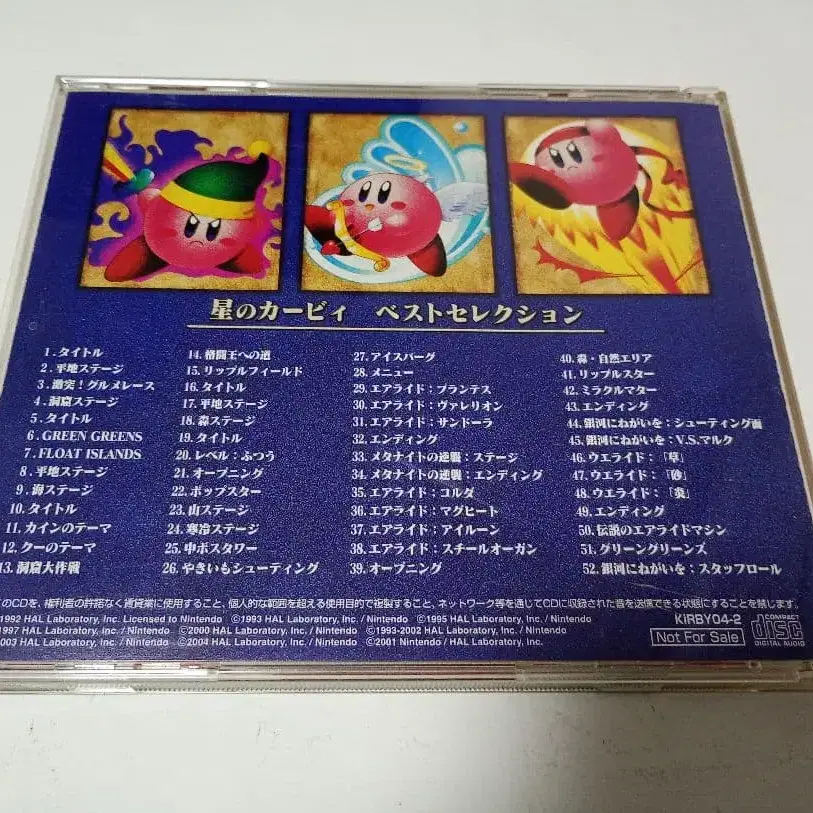 星のカービィ ベストセレクション
1. タイトル
2. 平地ステージ
3. 激突！グルメレース
4. 洞窟ステージ
5. タイトル
6. GREEN GREENS
7. FLOAT ISLANDS
8. 平地ステージ
9. 海ステージ
10. タイトル
11. カインのテーマ
12. クーのテーマ
13. 洞窟大作戦
14. 格闘王への道
15. リップルフィールド
16. タイトル
17. 平地ステージ
18. 森ステージ
19. タイトル
20. レベル：ふつう
21. オープニング
22. ポップスター
23. 山ステージ
24. 寒冷ステージ
25. 中ボスタワー
26. やきいもシューティング
27. アイスバーグ
28. メニュー
29. エアライド：プランテス
30. エアライド：ヴァレリオン
31. エアライド：サンドーラ
32. エンディング
33. メタナイトの逆襲：ステージ
34. メタナイトの逆襲：エンディング
35. エアライド：コルダ
36. エアライド：マグヒート
37. エアライド：アイルーン
38. エアライド：スチールオーガン
39. オープニング
40. 森・自然エリア
41. リップルスター
42. ミラクルマター
43. エンディング
44. 銀河にねがいを：シューティング面
45. 銀河にねがいを：V.S.マルク
46. ウエライド：「草」
47. ウエライド：「砂」
48. ウエライド：「炎」
49. エンディング
50. 伝説のエアライドマシン
51. グリーングリーンズ
52. 銀河にねがいを：スタッフロール
このCDを、権利者の許諾なく賃貸業に使用すること、個人的な範囲を超える使用目的で複製すること、ネットワーク等を通じてCDに収録された音を送信できる状態にすることを禁じます。
1992 HAL Laboratory, Inc. Licensed to Nintendo ©1993 HAL Laboratory, Inc. / Nintendo ©1995 HAL Laboratory, Inc. / Nintendo
1997 HAL Laboratory, Inc. / Nintendo ©2000 HAL Laboratory, Inc. / Nintendo ©1993-2002 HAL Laboratory, Inc. / Nintendo
2003 HAL Laboratory, Inc. / Nintendo ©2004 HAL Laboratory, Inc. / Nintendo ©2001 Nintendo / HAL Laboratory, Inc.
KIRBY04-2
Not For Sale
COMPACT
disc
DIGITAL AUDIO